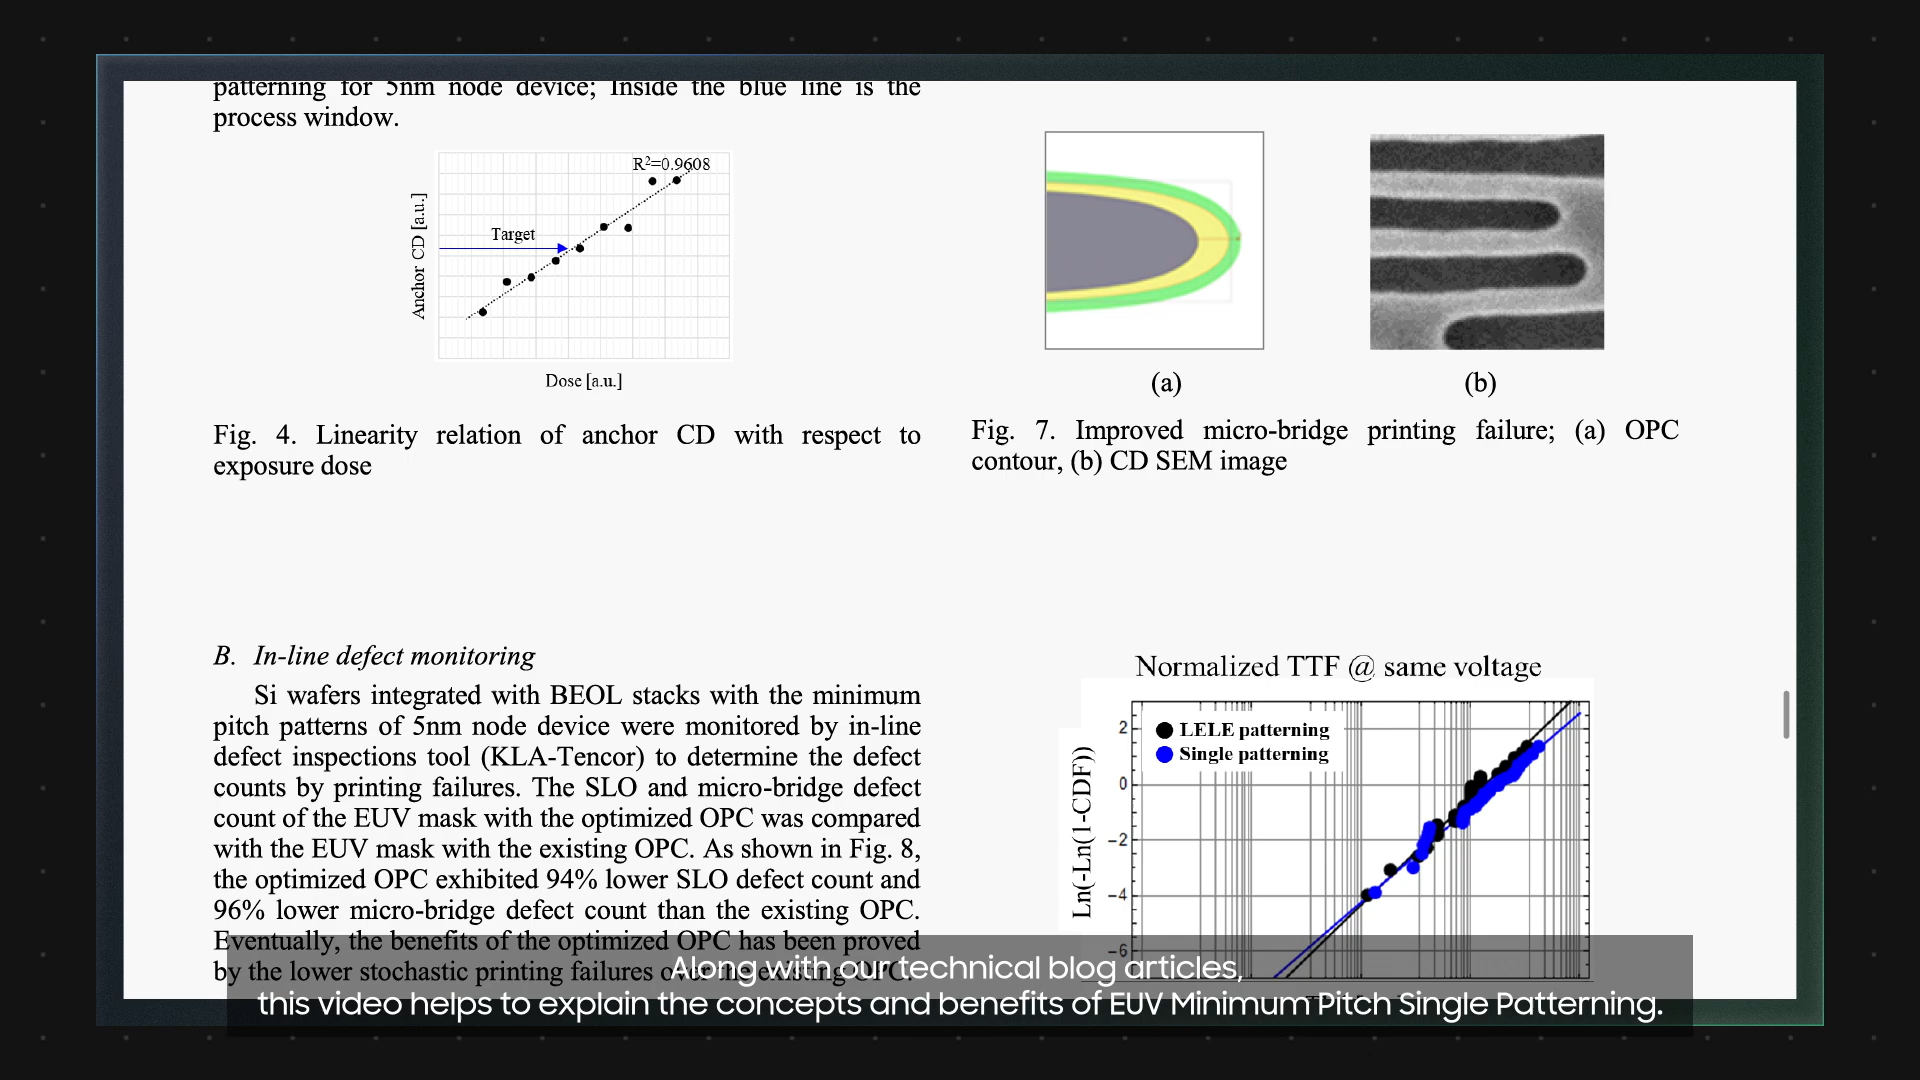 patterning for 5nm node device; Inside the blue line is the
process window.
R²=0.9608
Target
Anchor CD [a.u.]
Dose [a.u.]
Fig. 4. Linearity relation of anchor CD with respect to
exposure dose
B. In-line defect monitoring
Si wafers integrated with BEOL stacks with the minimum
pitch patterns of 5nm node device were monitored by in-line
defect inspections tool (KLA-Tencor) to determine the defect
counts by printing failures. The SLO and micro-bridge defect
count of the EUV mask with the optimized OPC was compared
with the EUV mask with the existing OPC. As shown in Fig. 8,
the optimized OPC exhibited 94% lower SLO defect count and
96% lower micro-bridge defect count than the existing OPC.
Eventually, the benefits of the optimized OPC has been proved
by the lower stochastic printing failures over the existing OPC.
(a)
(b)
Fig. 7. Improved micro-bridge printing failure; (a) OPC
contour, (b) CD SEM image
Normalized TTF @ same voltage
LELE patterning
Single patterning
Ln(-Ln(1-CDF))
2
0
−2
−4
−6
Along with our technical blog articles,
this video helps to explain the concepts and benefits of EUV Minimum Pitch Single Patterning.